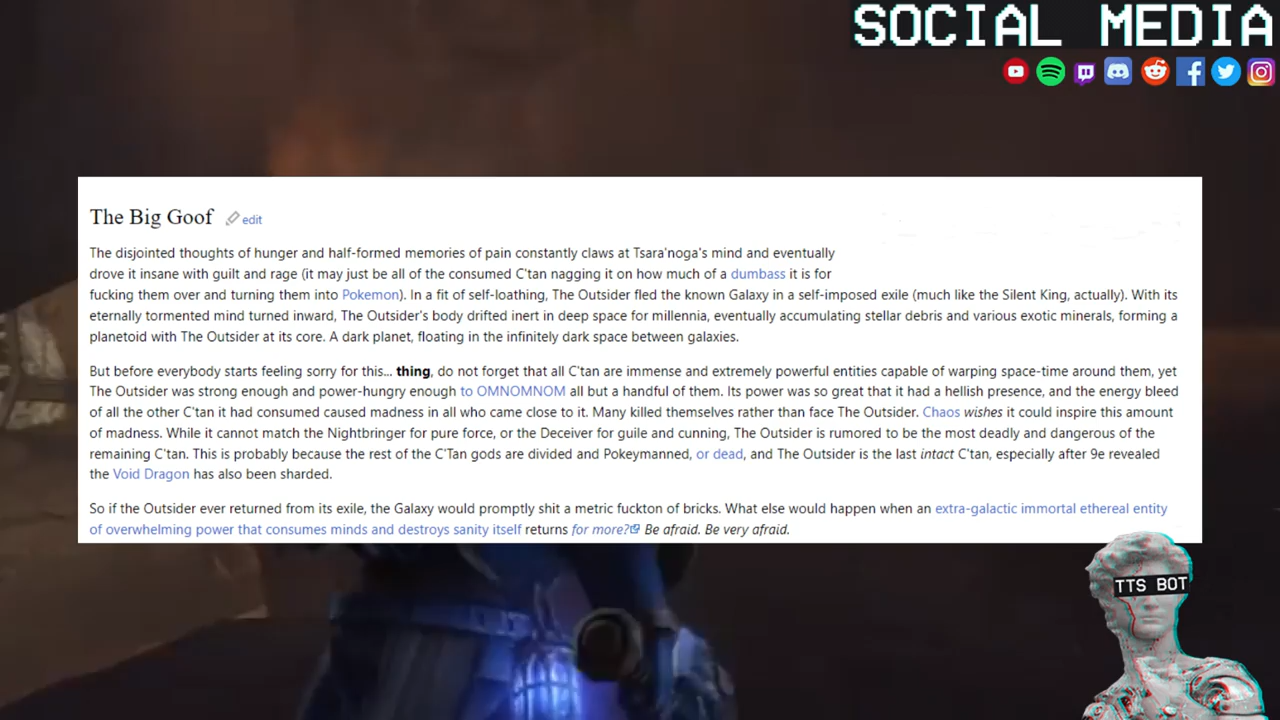 SOCIAL MEDIA
The Big Goof edit
The disjointed thoughts of hunger and half-formed memories of pain constantly claws at Tsara'noga's mind and eventually
drove it insane with guilt and rage (it may just be all of the consumed C'tan nagging it on how much of a dumbass it is for
fucking them over and turning them into Pokemon). In a fit of self-loathing, The Outsider fled the known Galaxy in a self-imposed exile (much like the Silent King, actually). With its
eternally tormented mind turned inward, The Outsider's body drifted inert in deep space for millennia, eventually accumulating stellar debris and various exotic minerals, forming a
planetoid with The Outsider at its core. A dark planet, floating in the infinitely dark space between galaxies.
But before everybody starts feeling sorry for this... thing, do not forget that all C'tan are immense and extremely powerful entities capable of warping space-time around them, yet
The Outsider was strong enough and power-hungry enough to OMNOMNOM all but a handful of them. Its power was so great that it had a hellish presence, and the energy bleed
of all the other C'tan it had consumed caused madness in all who came close to it. Many killed themselves rather than face The Outsider. Chaos wishes it could inspire this amount
of madness. While it cannot match the Nightbringer for pure force, or the Deceiver for guile and cunning, The Outsider is rumored to be the most deadly and dangerous of the
remaining C'tan. This is probably because the rest of the C'Tan gods are divided and Pokeymanned, or dead, and The Outsider is the last intact C'tan, especially after 9e revealed
the Void Dragon has also been sharded.
So if the Outsider ever returned from its exile, the Galaxy would promptly shit a metric fuckton of bricks. What else would happen when an extra-galactic immortal ethereal entity
of overwhelming power that consumes minds and destroys sanity itself returns for more? Be afraid. Be very afraid.
TTS BOT